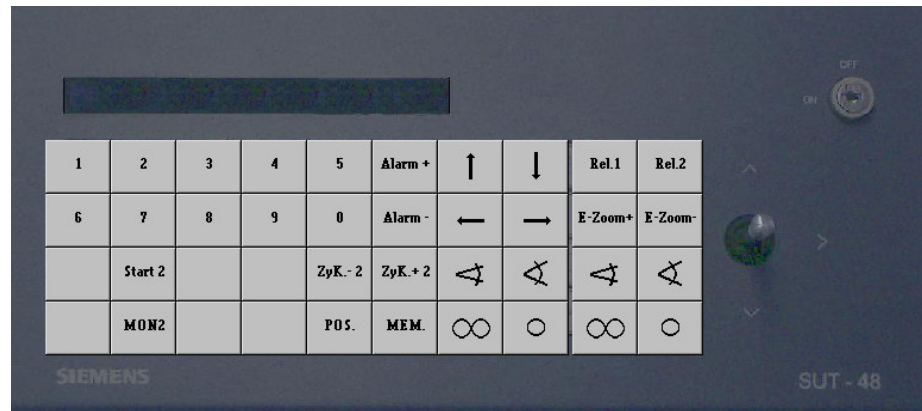 OFF
ON
1 2 3 4 5 Alarm + ↑ ↓ Rel.1 Rel.2
6 7 8 9 0 Alarm - ← → E-Zoom+ E-Zoom-
Start 2 ZyK.- 2 ZyK.+ 2
MON2 POS. MEM.
SIEMENS
SUT - 48